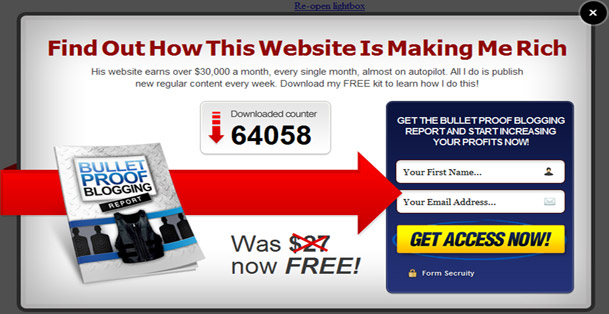 Re-open lightbox
Find Out How This Website Is Making Me Rich
His website earns over $30,000 a month, every single month, almost on autopilot. All I do is publish
new regular content every week. Download my FREE kit to learn how I do this!
Downloaded counter
64058
BULLET
PROOF
BLOGGING
REPORT
Was $27
now FREE!
GET THE BULLET PROOF BLOGGING
REPORT AND START INCREASING
YOUR PROFITS NOW!
Your First Name...
Your Email Address...
GET ACCESS NOW!
Form Secruity